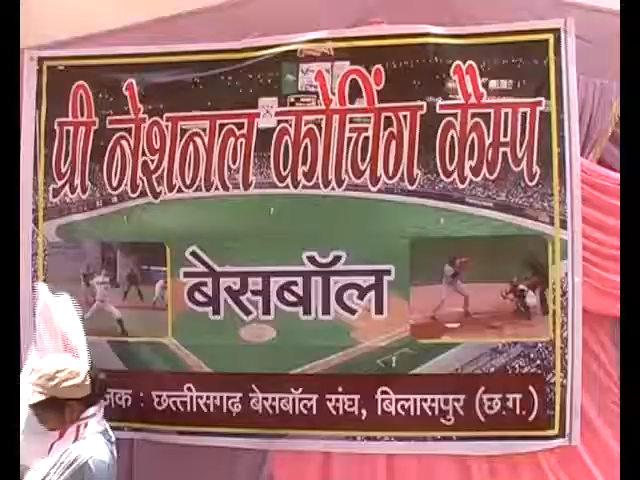 प्री नेशनल कोचिंग कैम्प
बेसबॉल
जक : छत्तीसगढ़ बेसबॉल संघ, बिलासपुर (छ.ग.)